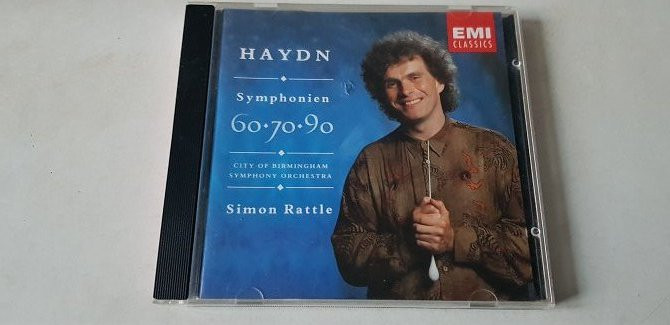 EMI
CLASSICS
HAYDN
Symphonien
60·70·90
CITY OF BIRMINGHAM
SYMPHONY ORCHESTRA
Simon Rattle